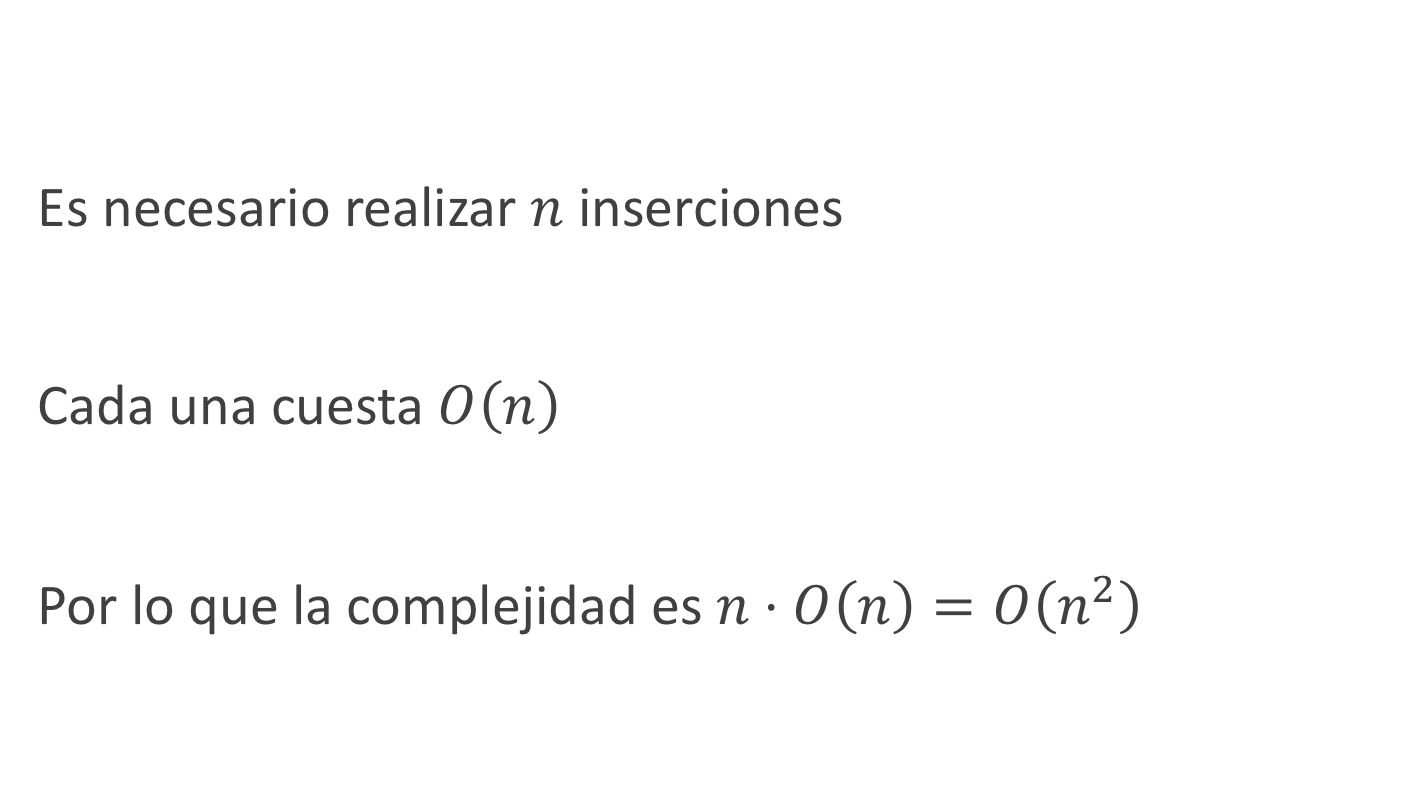 Es necesario realizar n inserciones
Cada una cuesta O(n)
Por lo que la complejidad es n · O(n) = O(n²)